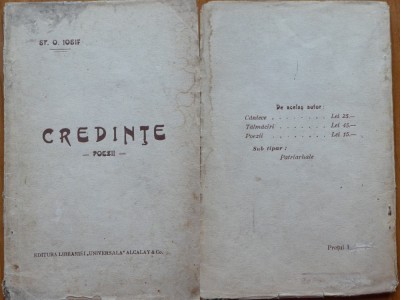 ST. O. IOSIF
CREDINȚE
— POEZII —
EDITURA LIBRĂRIEI „UNIVERSALA" ALCALAY & Co.
De acelaș autor:
Cântece . . . . . . . Lei 25.—
Tălmăciri . . . . . . . Lei 45.—
Poezii . . . . . . . Lei 35.—
Sub tipar:
Patriarhale
Prețul